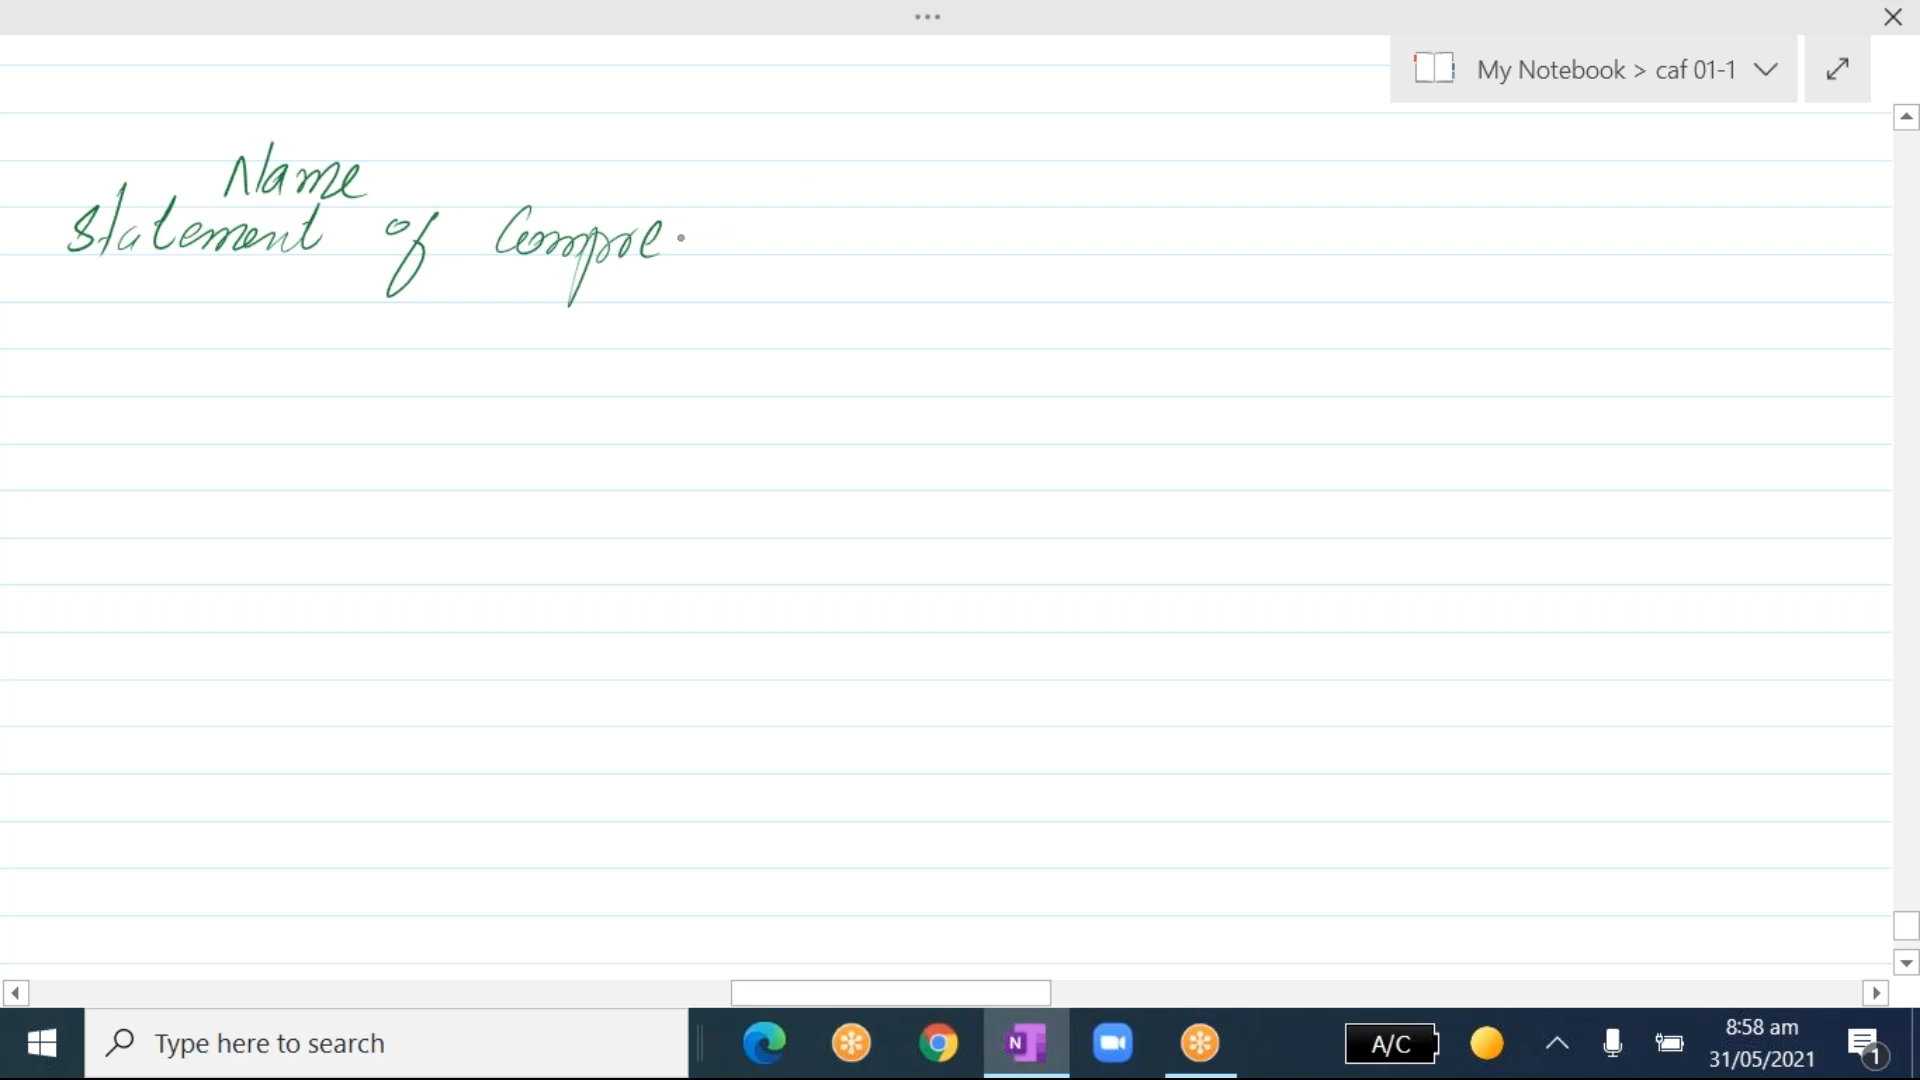 My Notebook > caf 01-1
Name
Statement of Compre
Type here to search
A/C
8:58 am
31/05/2021
1